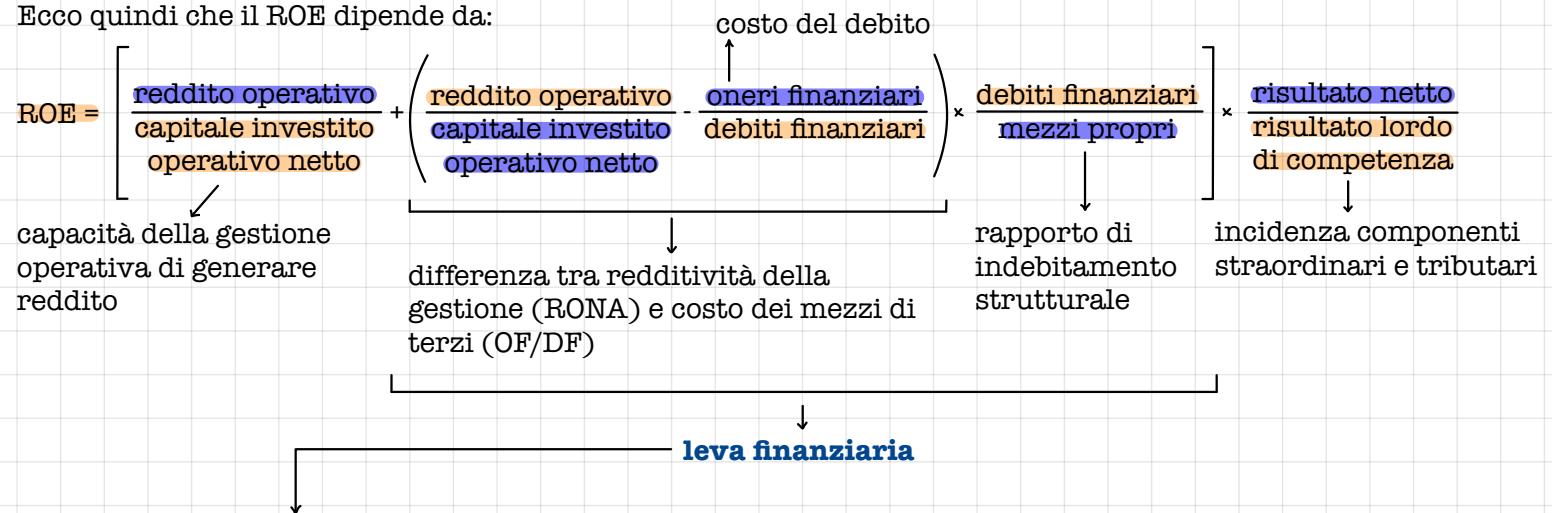 Ecco quindi che il ROE dipende da:
costo del debito
ROE = [ reddito operativo + ( reddito operativo - oneri finanziari ) × debiti finanziari ] × risultato netto
capitale investito capitale investito debiti finanziari mezzi propri risultato lordo
operativo netto operativo netto di competenza
capacità della gestione
operativa di generare
reddito
differenza tra redditività della
gestione (RONA) e costo dei mezzi di
terzi (OF/DF)
rapporto di
indebitamento
strutturale
incidenza componenti
straordinari e tributari
leva finanziaria